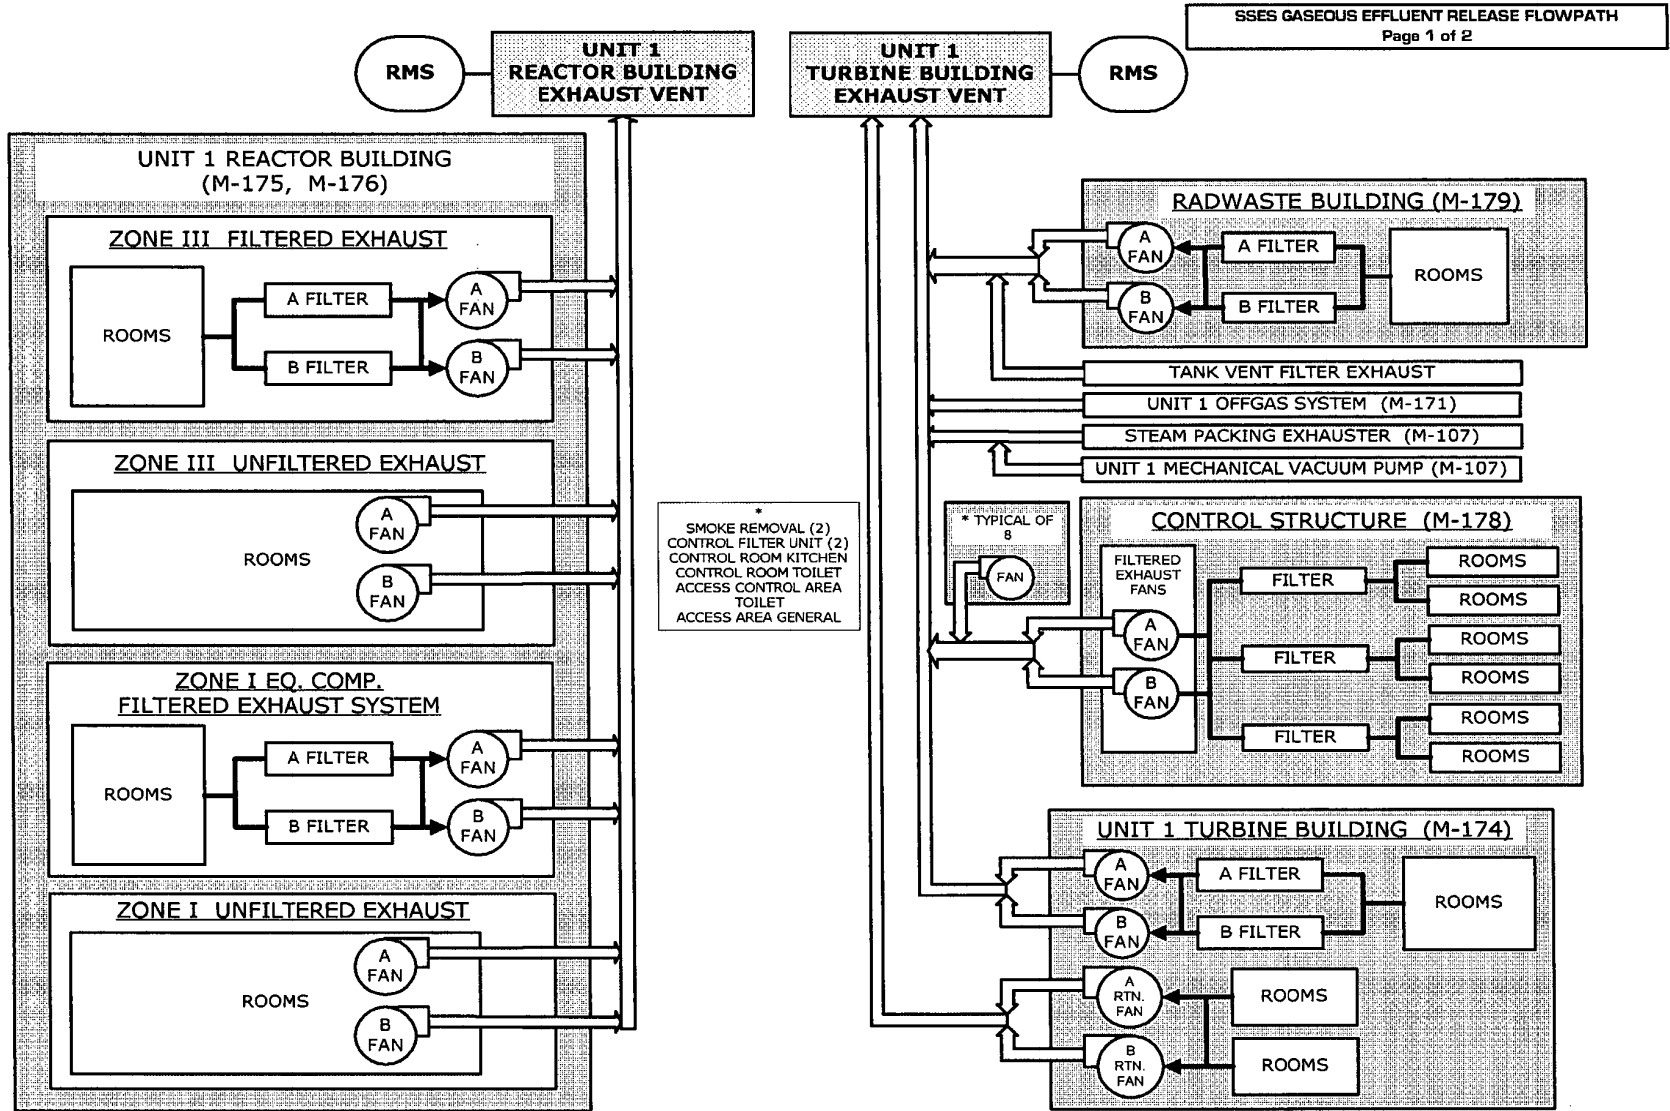 SSES GASEOUS EFFLUENT RELEASE FLOWPATH
Page 1 of 2
RMS
UNIT 1
REACTOR BUILDING
EXHAUST VENT
UNIT 1
TURBINE BUILDING
EXHAUST VENT
RMS
UNIT 1 REACTOR BUILDING
(M-175, M-176)
ZONE III FILTERED EXHAUST
ROOMS
A FILTER
B FILTER
A
FAN
B
FAN
ZONE III UNFILTERED EXHAUST
ROOMS
A
FAN
B
FAN
ZONE I EQ. COMP.
FILTERED EXHAUST SYSTEM
ROOMS
A FILTER
B FILTER
A
FAN
B
FAN
ZONE I UNFILTERED EXHAUST
ROOMS
A
FAN
B
FAN
*
SMOKE REMOVAL (2)
CONTROL FILTER UNIT (2)
CONTROL ROOM KITCHEN
CONTROL ROOM TOILET
ACCESS CONTROL AREA
TOILET
ACCESS AREA GENERAL
RADWASTE BUILDING (M-179)
A
FAN
B
FAN
A FILTER
B FILTER
ROOMS
TANK VENT FILTER EXHAUST
UNIT 1 OFFGAS SYSTEM (M-171)
STEAM PACKING EXHAUSTER (M-107)
UNIT 1 MECHANICAL VACUUM PUMP (M-107)
* TYPICAL OF
8
FAN
CONTROL STRUCTURE (M-178)
FILTERED
EXHAUST
FANS
A
FAN
B
FAN
FILTER
FILTER
FILTER
ROOMS
ROOMS
ROOMS
ROOMS
ROOMS
ROOMS
UNIT 1 TURBINE BUILDING (M-174)
A
FAN
B
FAN
A FILTER
B FILTER
ROOMS
A
RTN.
FAN
B
RTN.
FAN
ROOMS
ROOMS